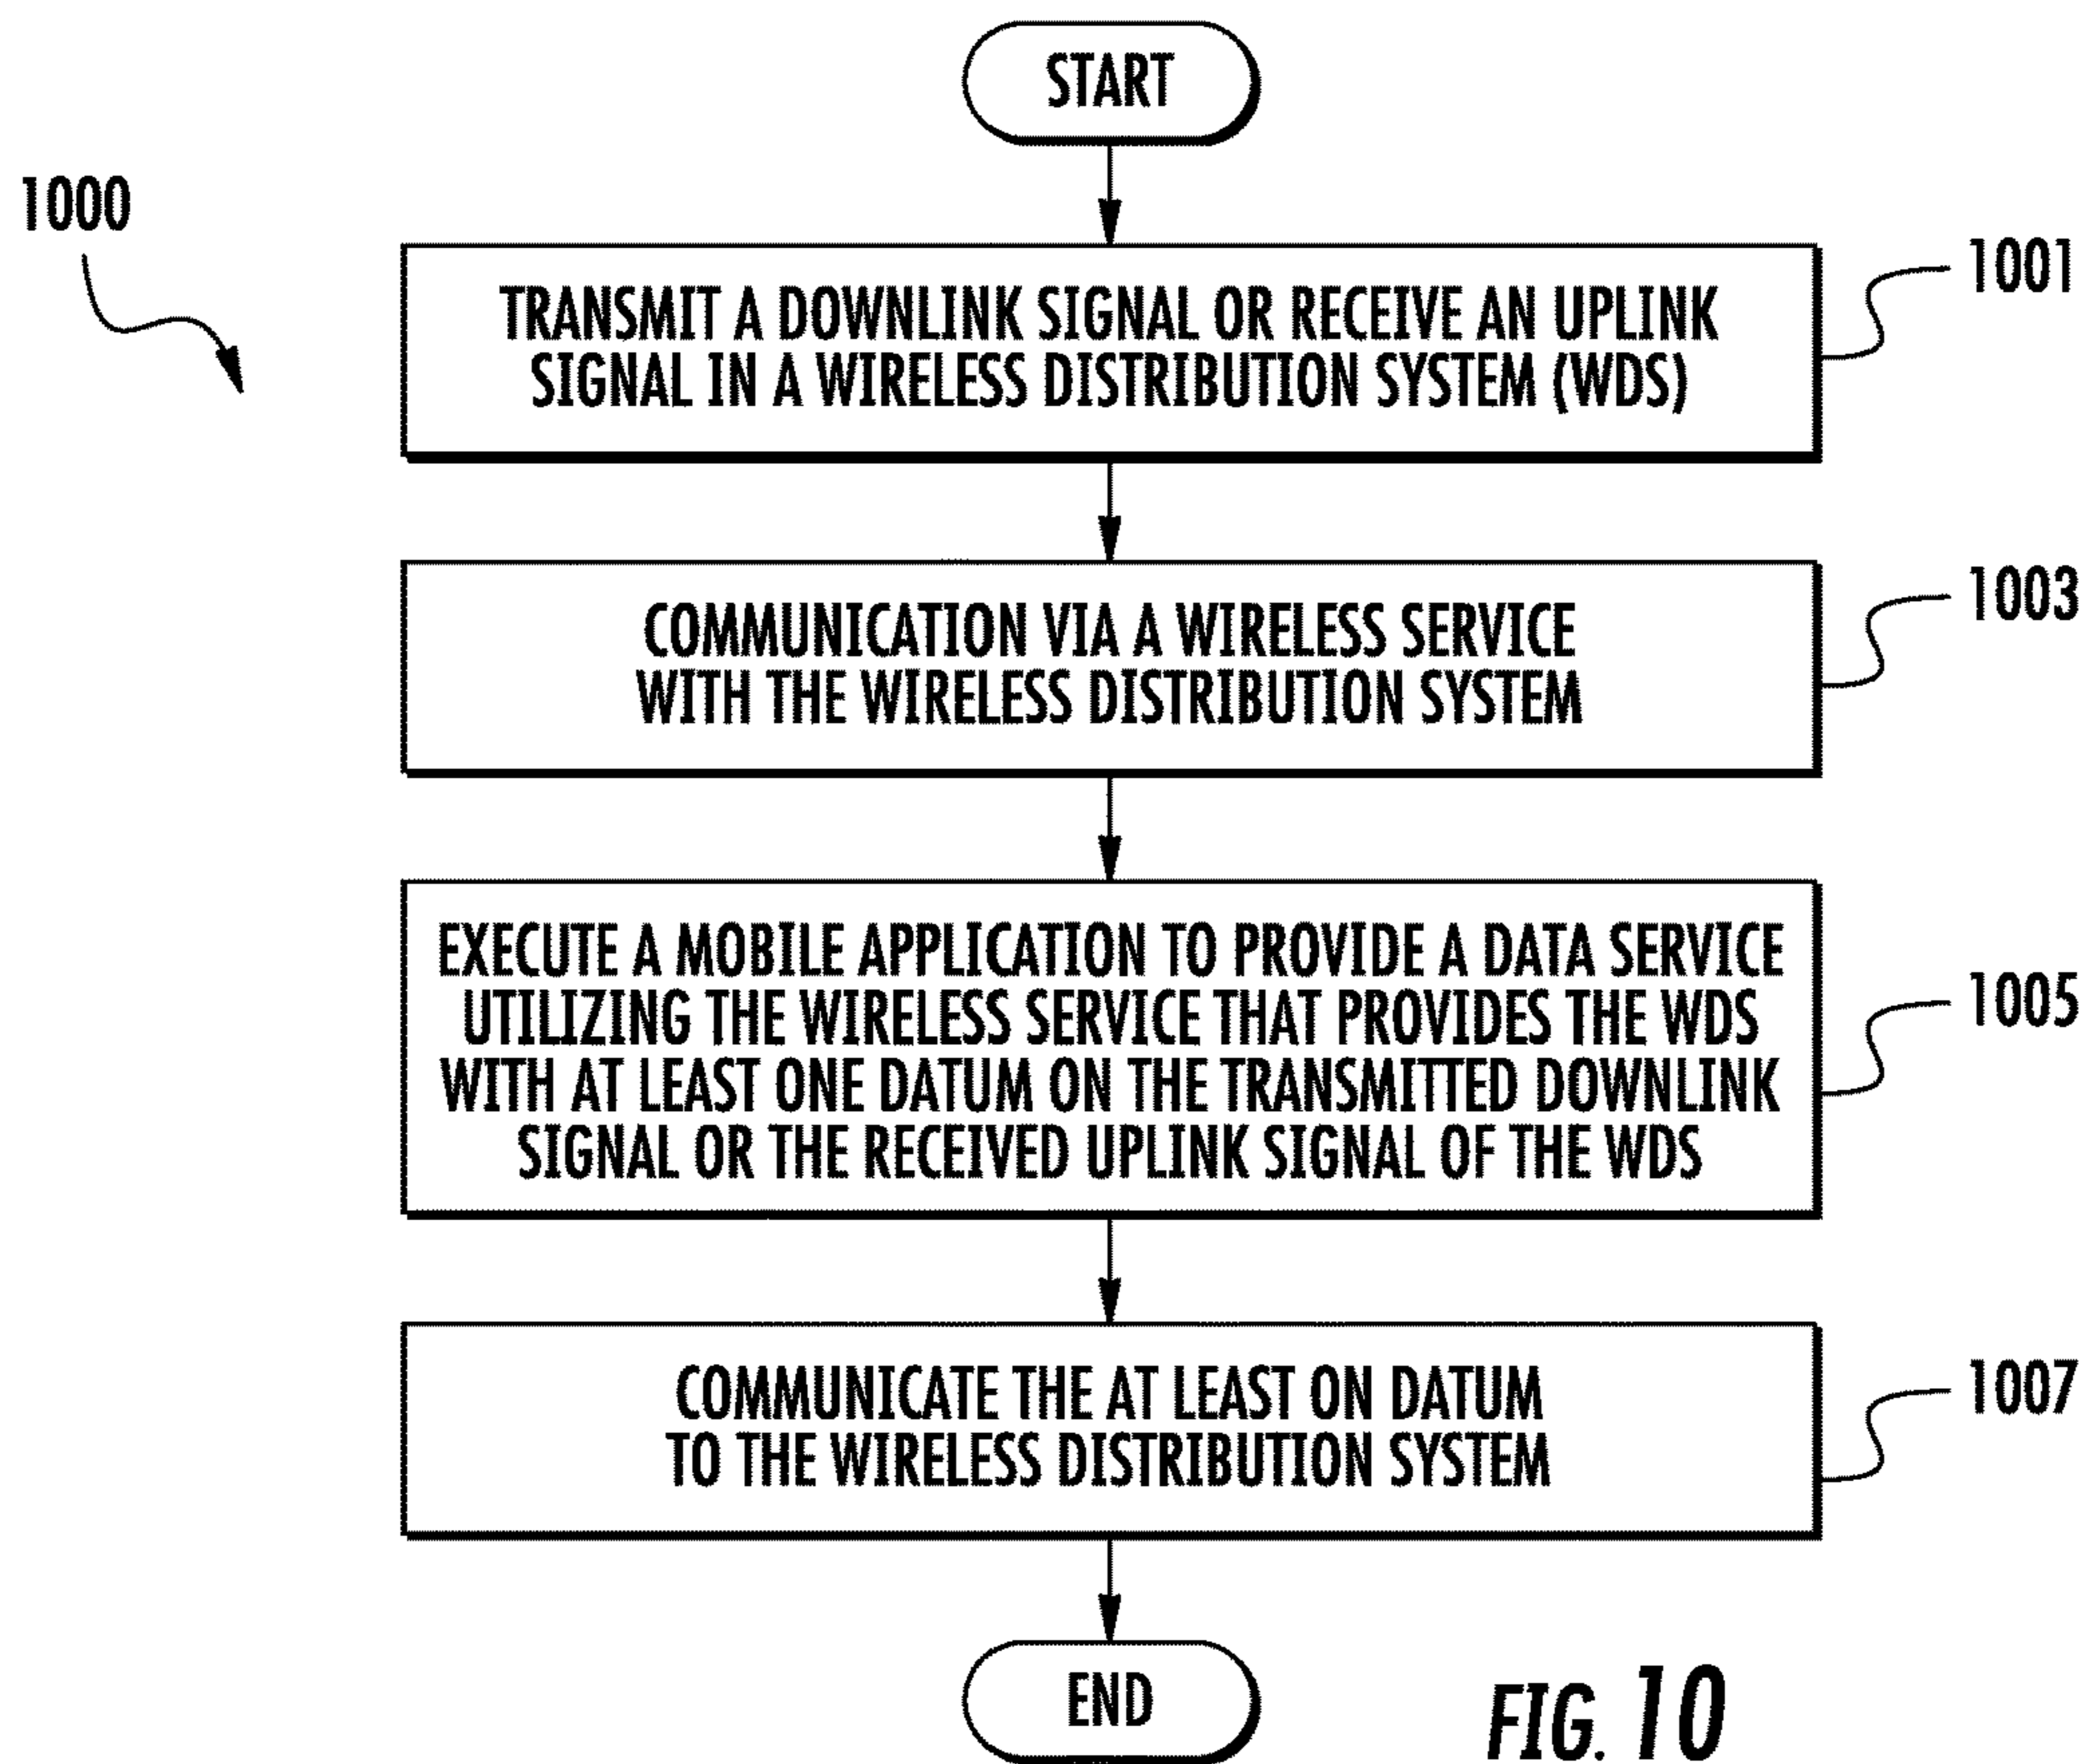 START
1000
TRANSMIT A DOWNLINK SIGNAL OR RECEIVE AN UPLINK
SIGNAL IN A WIRELESS DISTRIBUTION SYSTEM (WDS)
1001
COMMUNICATION VIA A WIRELESS SERVICE
WITH THE WIRELESS DISTRIBUTION SYSTEM
1003
EXECUTE A MOBILE APPLICATION TO PROVIDE A DATA SERVICE
UTILIZING THE WIRELESS SERVICE THAT PROVIDES THE WDS
WITH AT LEAST ONE DATUM ON THE TRANSMITTED DOWNLINK
SIGNAL OR THE RECEIVED UPLINK SIGNAL OF THE WDS
1005
COMMUNICATE THE AT LEAST ON DATUM
TO THE WIRELESS DISTRIBUTION SYSTEM
1007
END
FIG. 10